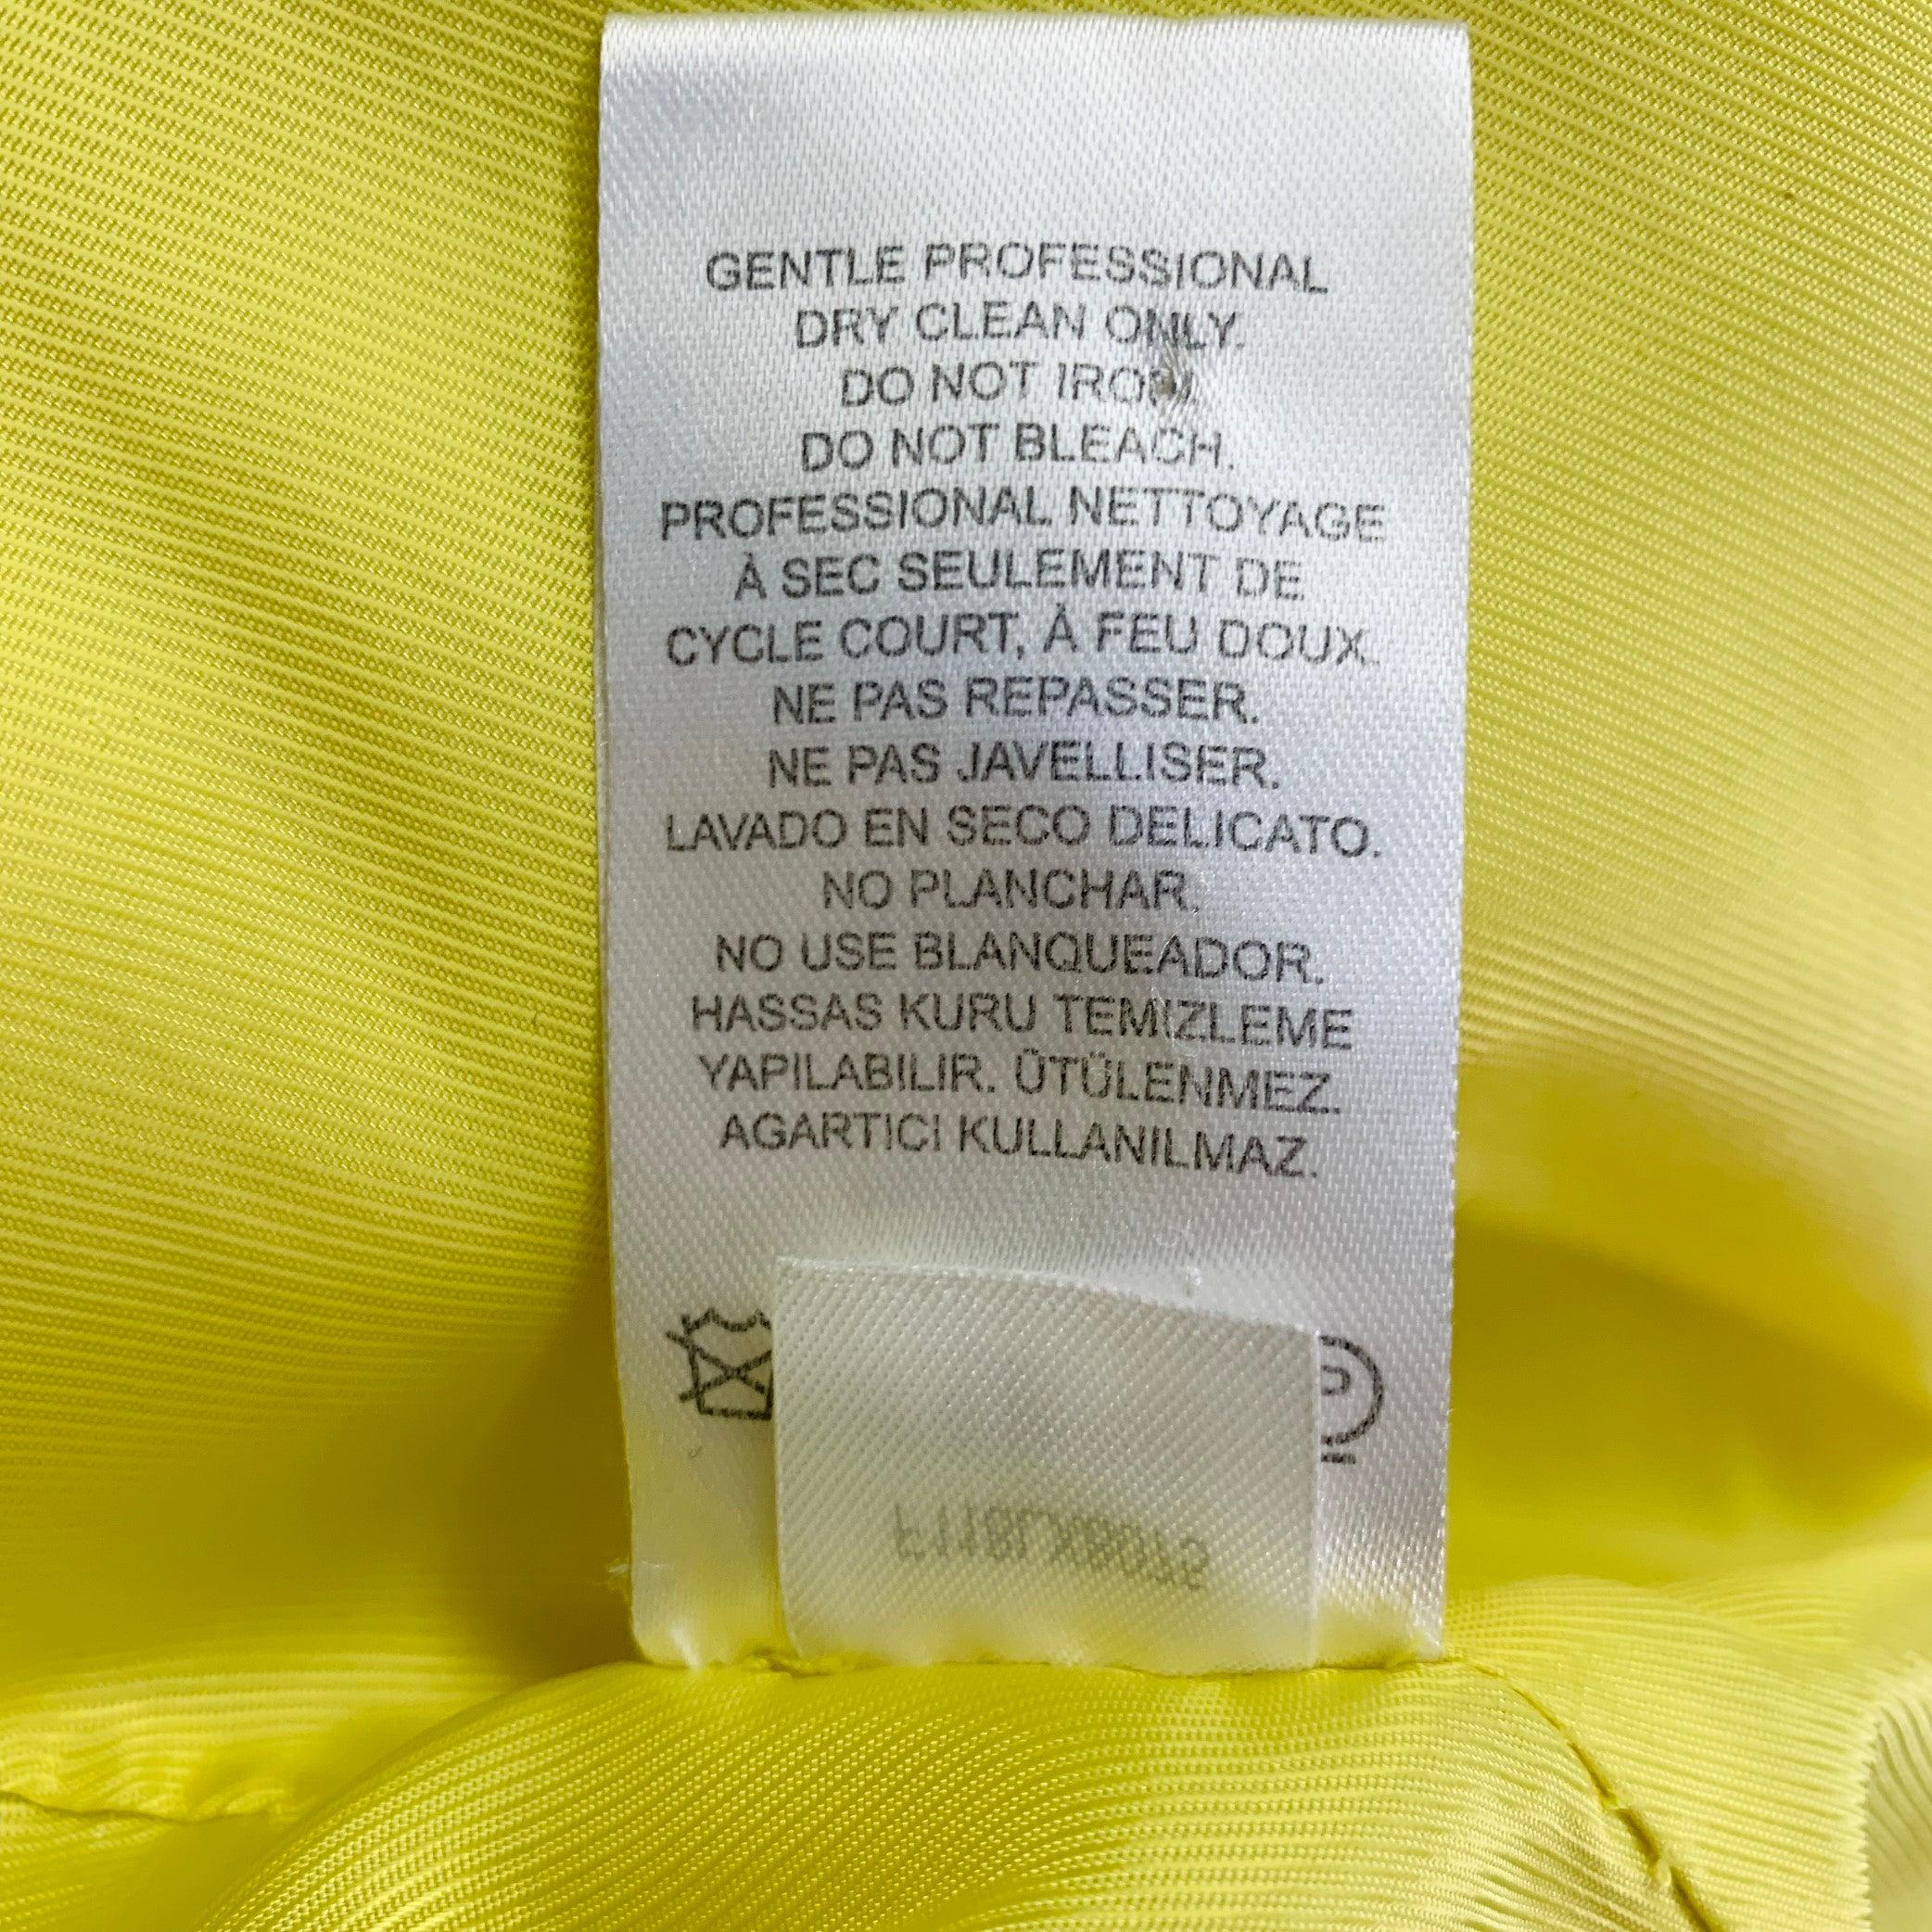 GENTLE PROFESSIONAL
DRY CLEAN ONLY.
DO NOT IRON.
DO NOT BLEACH.
PROFESSIONAL NETTOYAGE
À SEC SEULEMENT DE
CYCLE COURT, À FEU DOUX.
NE PAS REPASSER.
NE PAS JAVELLISER.
LAVADO EN SECO DELICATO.
NO PLANCHAR.
NO USE BLANQUEADOR.
HASSAS KURU TEMIZLEME
YAPILABILIR. ÜTÜLENMEZ.
AGARTICI KULLANILMAZ.
P